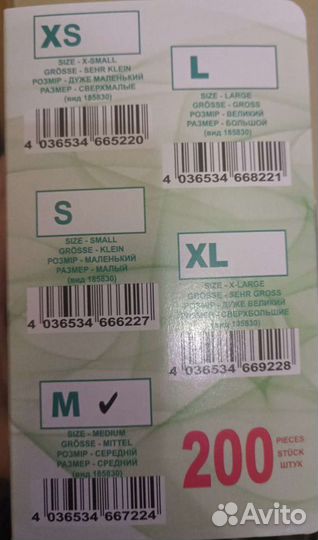 XS
SIZE - X-SMALL
GRÖSSE - SEHR KLEIN
РОЗМІР - ДУЖЕ МАЛЕНЬКИЙ
РАЗМЕР - СВЕРХМАЛЫЕ
(вид 185830)
4 036534 665220
L
SIZE - LARGE
GRÖSSE - GROSS
РОЗМІР - ВЕЛИКИЙ
РАЗМЕР - БОЛЬШОЙ
(вид 185830)
4 036534 668221
S
SIZE - SMALL
GRÖSSE - KLEIN
РОЗМІР - МАЛЕНЬКИЙ
РАЗМЕР - МАЛЫЙ
(вид 185830)
4 036534 666227
XL
SIZE - X-LARGE
GRÖSSE - SEHR GROSS
РОЗМІР - ДУЖЕ ВЕЛИКИЙ
РАЗМЕР - СВЕРХБОЛЬШИЕ
(вид 185830)
4 036534 669228
M ✓
SIZE - MEDIUM
GRÖSSE - MITTEL
РОЗМІР - СЕРЕДНІЙ
РАЗМЕР - СРЕДНИЙ
(вид 185830)
4 036534 667224
200 PIECES
STÜCK
ШТУК
Avito